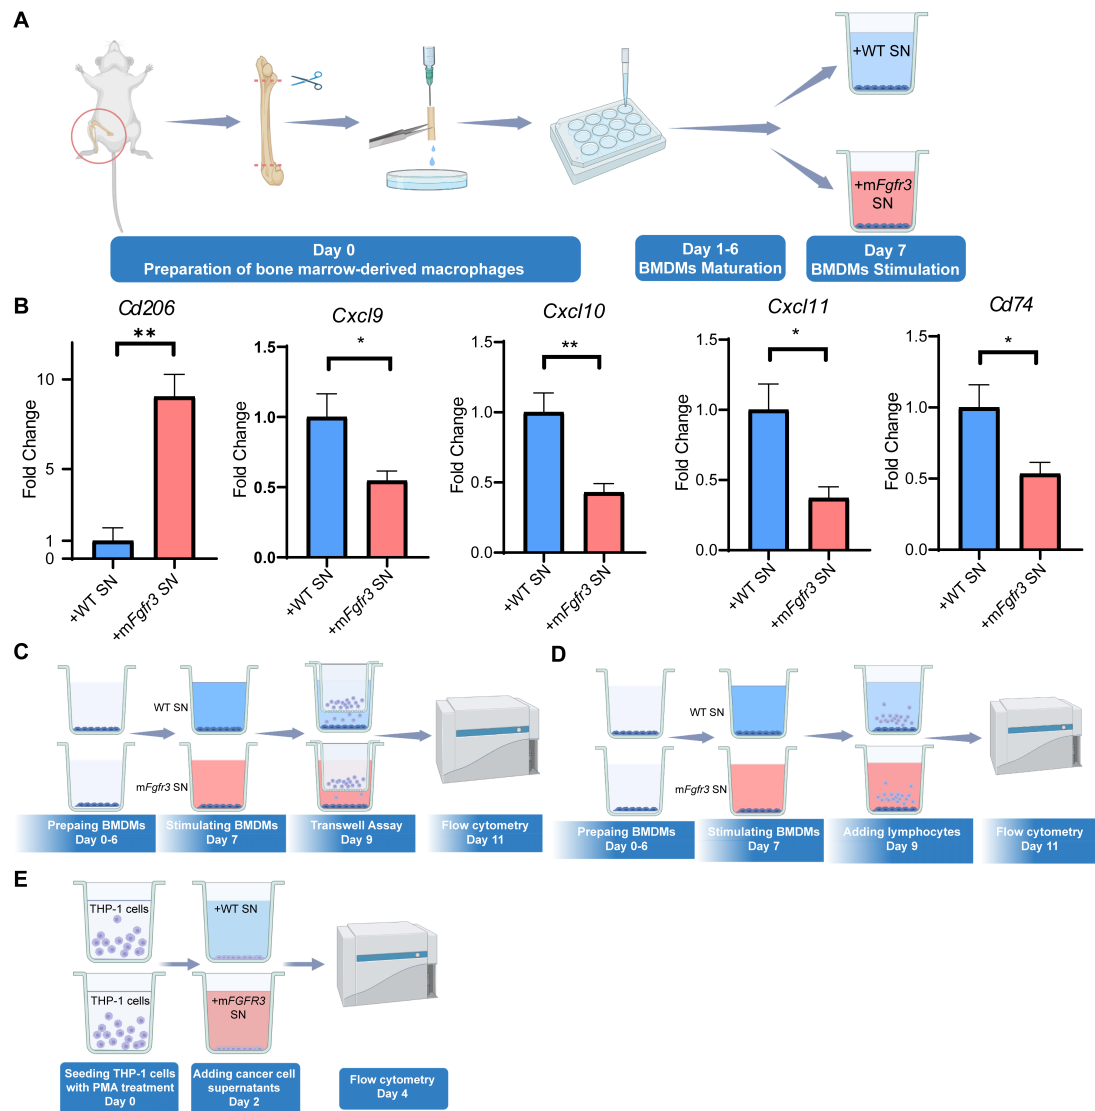 A
+WT SN
+mFgfr3
SN
Day 0
Preparation of bone marrow-derived macrophages
Day 1-6
BMDMs Maturation
Day 7
BMDMs Stimulation
B
Cd206
**
Fold Change
10
5
1
0
+WT SN
+mFgfr3 SN
Cxcl9
*
Fold Change
1.5
1.0
0.5
0.0
+WT SN
+mFgfr3 SN
Cxcl10
**
Fold Change
1.5
1.0
0.5
0.0
+WT SN
+mFgfr3 SN
Cxcl11
*
Fold Change
1.5
1.0
0.5
0.0
+WT SN
+mFgfr3 SN
Cd74
*
Fold Change
1.5
1.0
0.5
0.0
+WT SN
+mFgfr3 SN
C
WT SN
mFgfr3 SN
Prepaing BMDMs
Day 0-6
Stimulating BMDMs
Day 7
Transwell Assay
Day 9
Flow cytometry
Day 11
D
WT SN
mFgfr3 SN
Prepaing BMDMs
Day 0-6
Stimulating BMDMs
Day 7
Adding lymphocytes
Day 9
Flow cytometry
Day 11
E
THP-1 cells
+WT SN
THP-1 cells
+mFGFR3
SN
Seeding THP-1 cells
with PMA treatment
Day 0
Adding cancer cell
supernatants
Day 2
Flow cytometry
Day 4